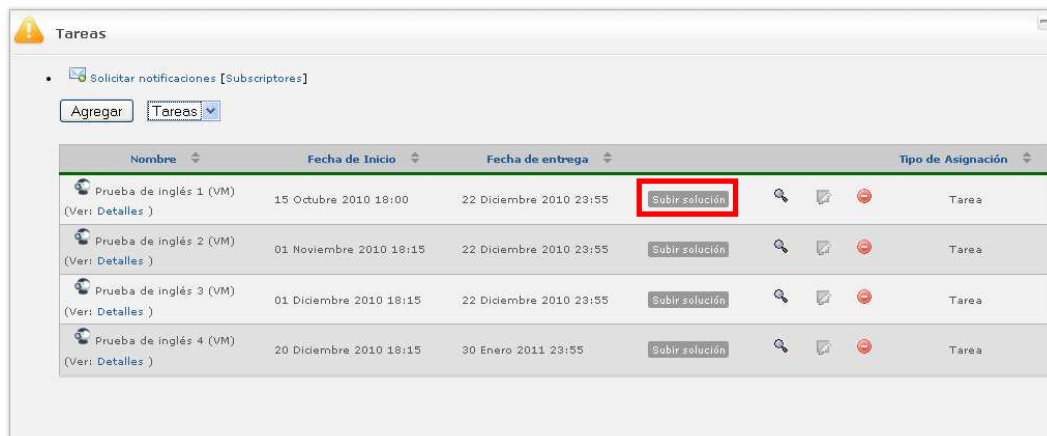 Tareas
Solicitar notificaciones [Subscriptores]
Agregar Tareas
Nombre Fecha de Inicio Fecha de entrega Tipo de Asignación
Prueba de inglés 1 (VM)
(Ver: Detalles )
15 Octubre 2010 18:00 22 Diciembre 2010 23:55 Subir solución Tarea
Prueba de inglés 2 (VM)
(Ver: Detalles )
01 Noviembre 2010 18:15 22 Diciembre 2010 23:55 Subir solución Tarea
Prueba de inglés 3 (VM)
(Ver: Detalles )
01 Diciembre 2010 18:15 22 Diciembre 2010 23:55 Subir solución Tarea
Prueba de inglés 4 (VM)
(Ver: Detalles )
20 Diciembre 2010 18:15 30 Enero 2011 23:55 Subir solución Tarea